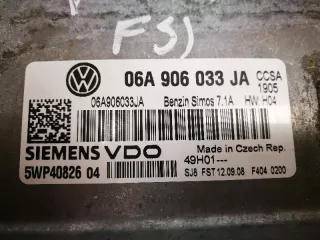 FSJ
06A 906 033 JA CCSA
1905
06A906033JA Benzin Simos 7.1A HW H04
Made in Czech Rep.
SIEMENS VDO 49H01---
5WP40826 04 SJ8 FST12.09.08 F404 0200